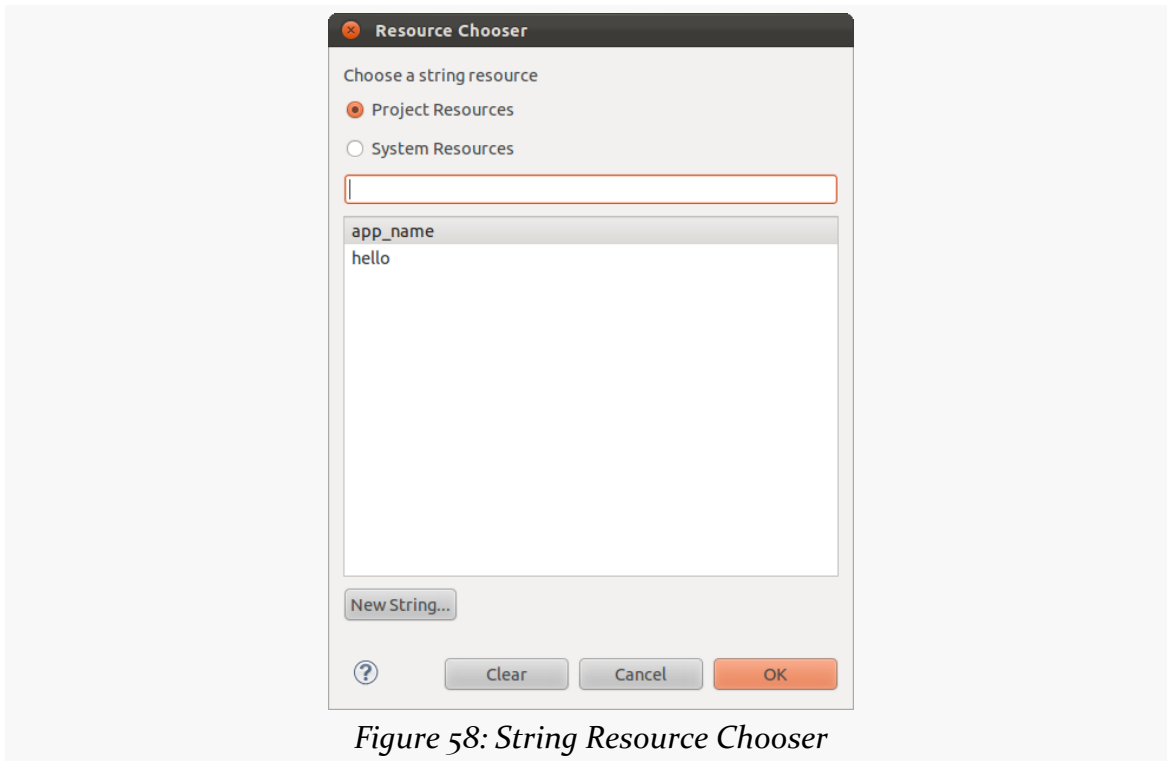 Resource Chooser
Choose a string resource
Project Resources
System Resources
app_name
hello
New String...
?
Clear Cancel OK
Figure 58: String Resource Chooser